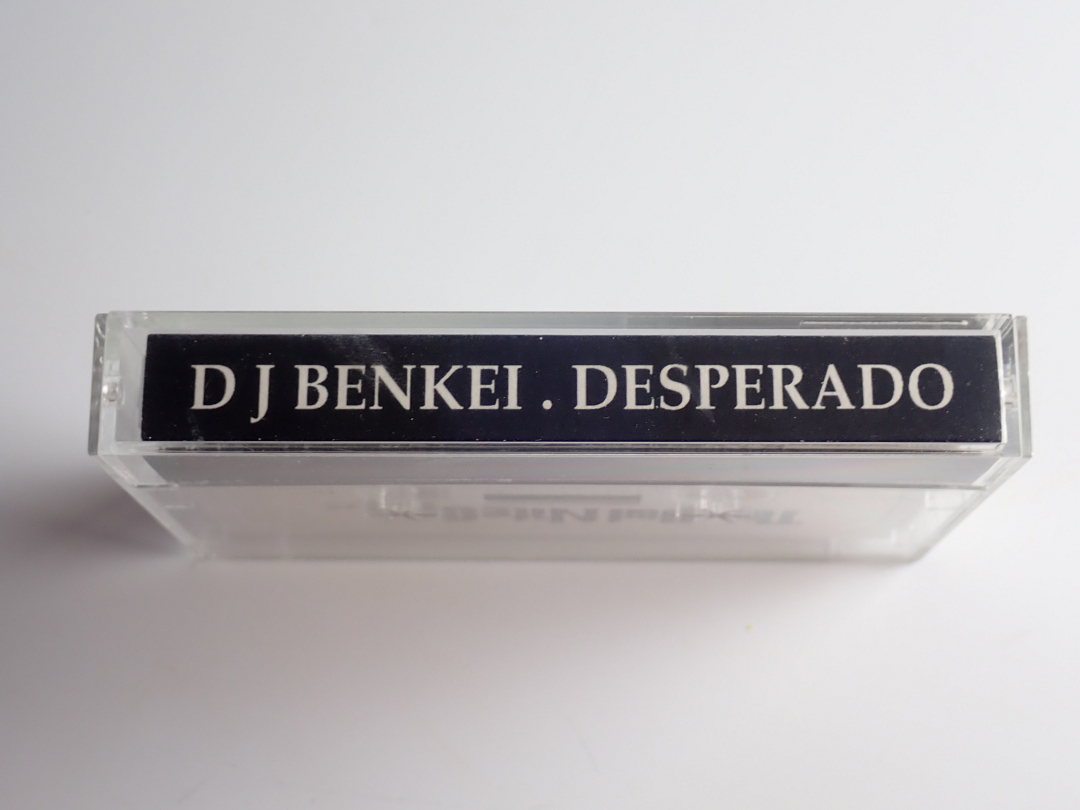 D J BENKEI . DESPERADO